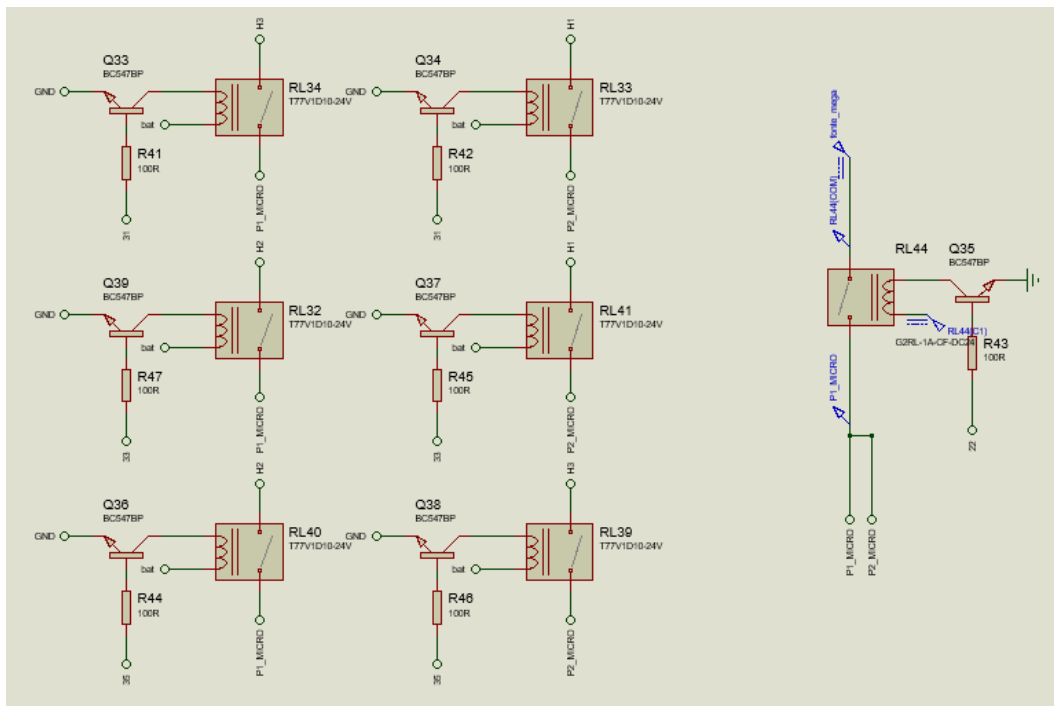 H3
Q33
BC547BP
GND
RL34
T77V1D10-24V
bat
R41
100R
P1_MICRO
31
H1
Q34
BC547BP
GND
RL33
T77V1D10-24V
bat
R42
100R
P2_MICRO
31
H2
Q39
BC547BP
GND
RL32
T77V1D10-24V
bat
R47
100R
P1_MICRO
33
H1
Q37
BC547BP
GND
RL41
T77V1D10-24V
bat
R45
100R
P2_MICRO
33
H2
Q36
BC547BP
GND
RL40
T77V1D10-24V
bat
R44
100R
P1_MICRO
35
H3
Q38
BC547BP
GND
RL39
T77V1D10-24V
bat
R46
100R
P2_MICRO
35
fonte_mega
RL44(COM)
RL44
Q35
BC547BP
RL44(C1)
G2RL-1A-CF-DC24
R43
100R
P1_MICRO
22
P1_MICRO
P2_MICRO